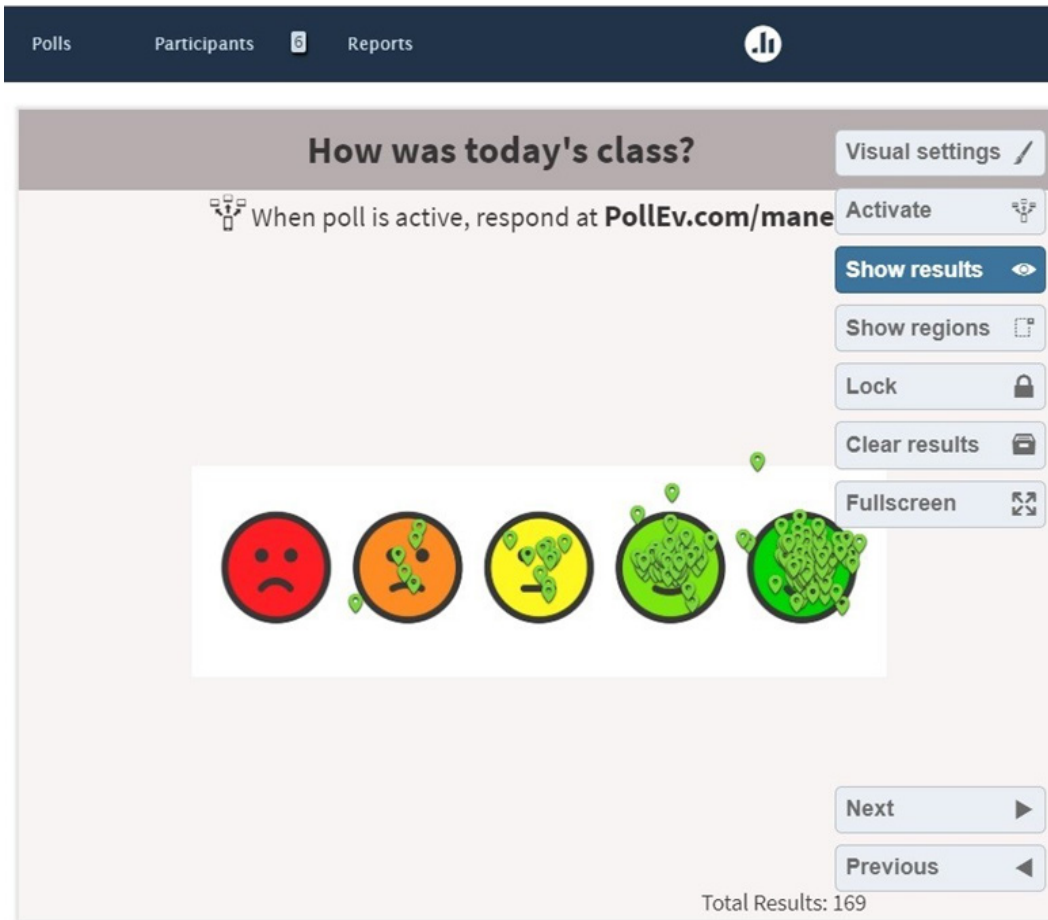 Polls Participants 6 Reports
How was today's class?
When poll is active, respond at PollEv.com/mane
Visual settings
Activate
Show results
Show regions
Lock
Clear results
Fullscreen
Next
Previous
Total Results: 169